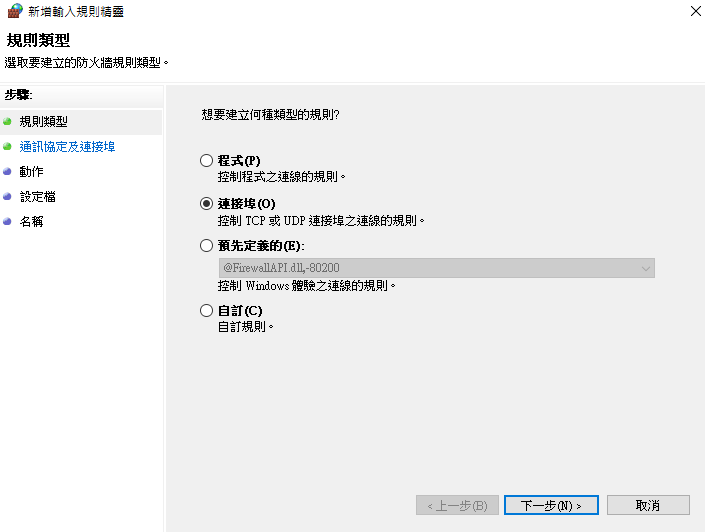 新增輸入規則精靈
規則類型
選取要建立的防火牆規則類型。
步驟:
規則類型
通訊協定及連接埠
動作
設定檔
名稱
想要建立何種類型的規則?
程式(P)
控制程式之連線的規則。
連接埠(O)
控制 TCP 或 UDP 連接埠之連線的規則。
預先定義的(E):
@FirewallAPI.dll,-80200
控制 Windows 體驗之連線的規則。
自訂(C)
自訂規則。
< 上一步(B)
下一步(N) >
取消